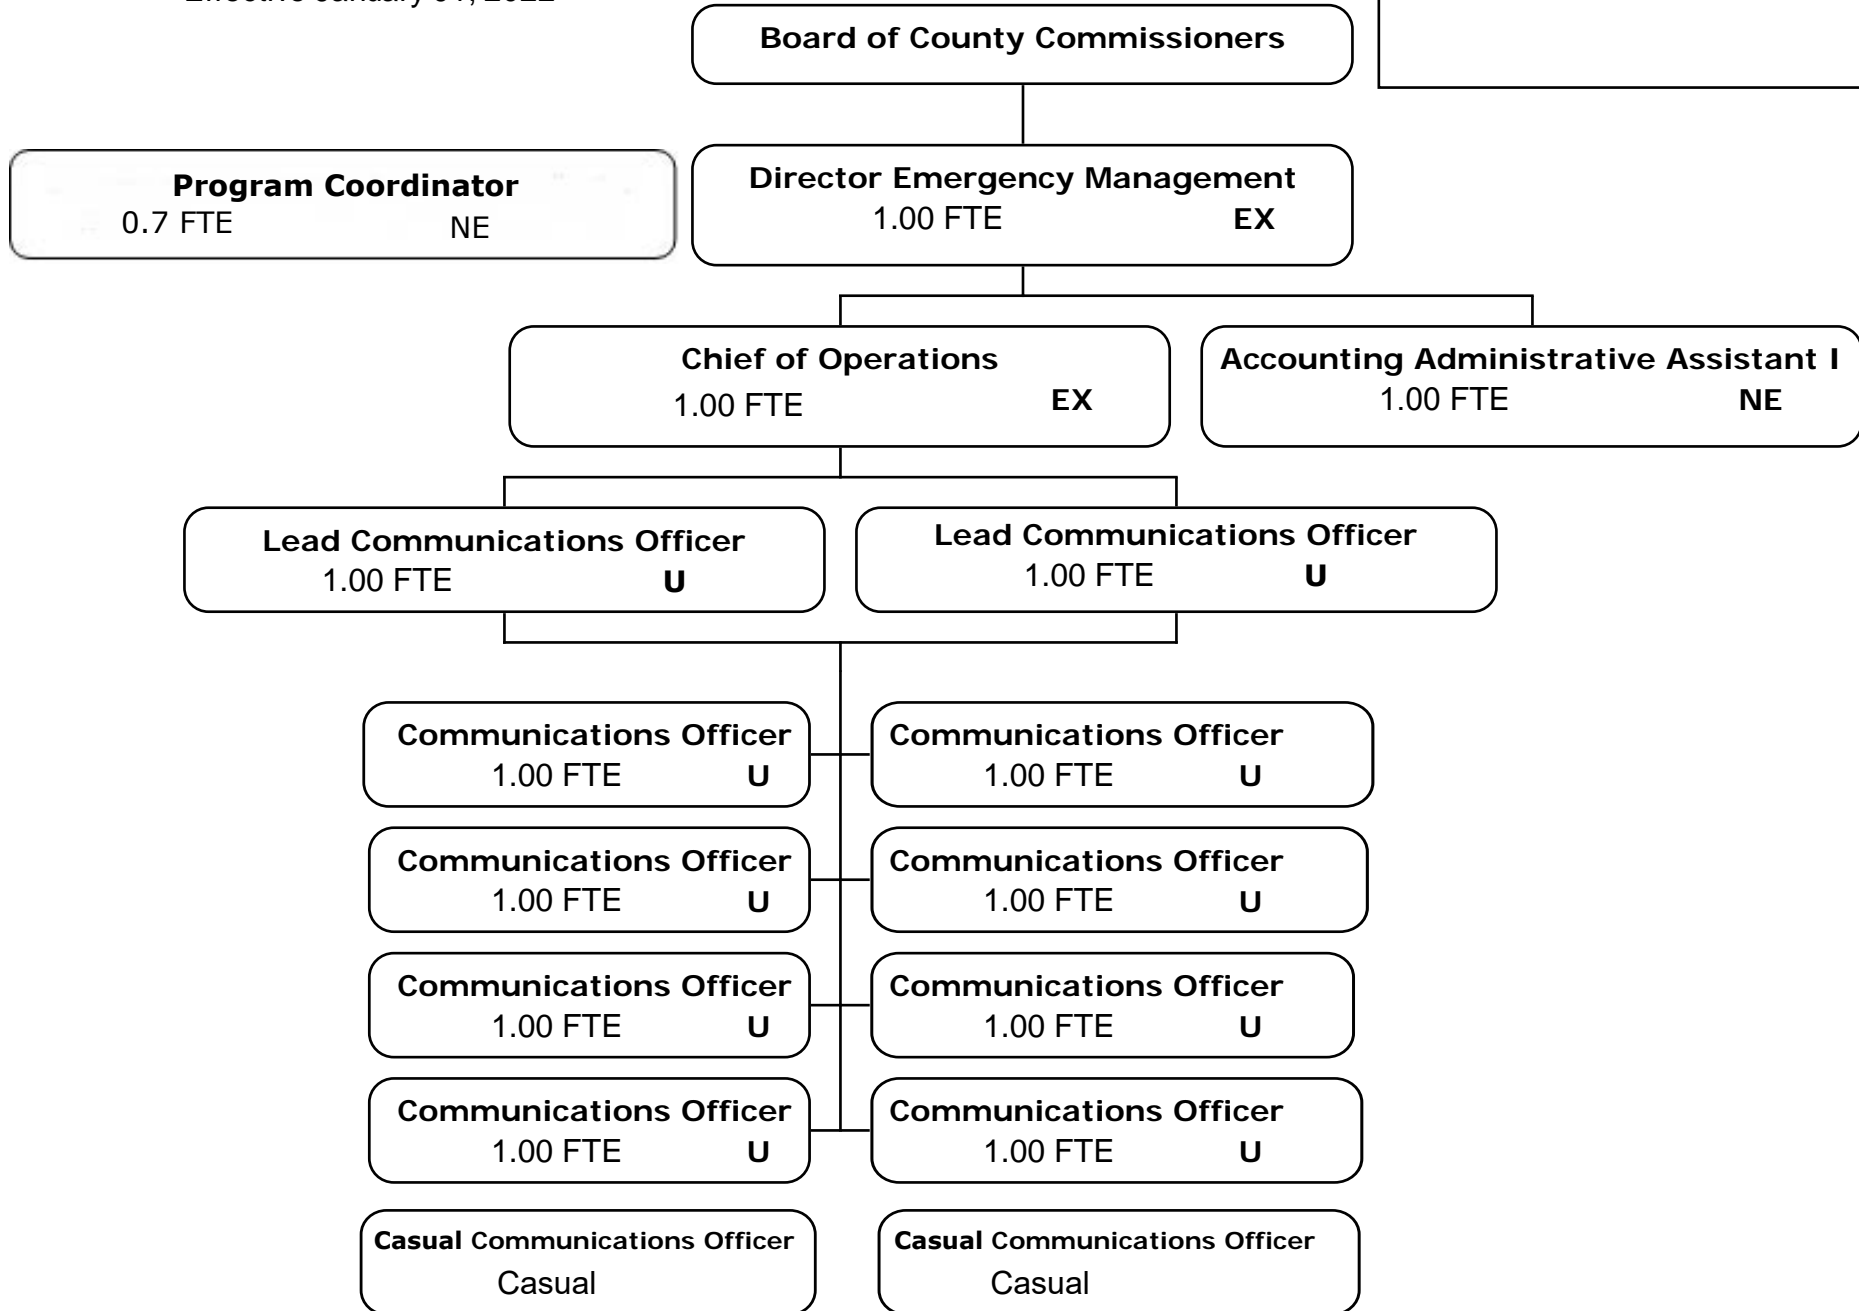 Effective January 01, 2022
Board of County Commissioners
Program Coordinator
0.7 FTE NE
Director Emergency Management
1.00 FTE EX
Chief of Operations
1.00 FTE EX
Accounting Administrative Assistant I
1.00 FTE NE
Lead Communications Officer
1.00 FTE U
Lead Communications Officer
1.00 FTE U
Communications Officer
1.00 FTE U
Communications Officer
1.00 FTE U
Communications Officer
1.00 FTE U
Communications Officer
1.00 FTE U
Communications Officer
1.00 FTE U
Communications Officer
1.00 FTE U
Communications Officer
1.00 FTE U
Communications Officer
1.00 FTE U
Casual Communications Officer
Casual
Casual Communications Officer
Casual